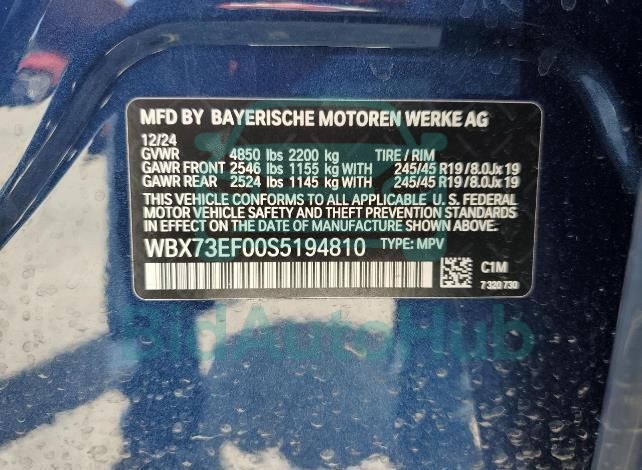 MFD BY BAYERISCHE MOTOREN WERKE AG
12/24
GVWR 4850 lbs 2200 kg TIRE / RIM
GAWR FRONT 2546 lbs 1155 kg WITH 245/45 R19/8.0Jx19
GAWR REAR 2524 lbs 1145 kg WITH 245/45 R19/8.0Jx19
THIS VEHICLE CONFORMS TO ALL APPLICABLE U. S. FEDERAL
MOTOR VEHICLE SAFETY AND THEFT PREVENTION STANDARDS
IN EFFECT ON THE DATE OF MANUFACTURE SHOWN ABOVE.
WBX73EF00S5194810 TYPE: MPV
C1M
7 320 730
BidAutoHub